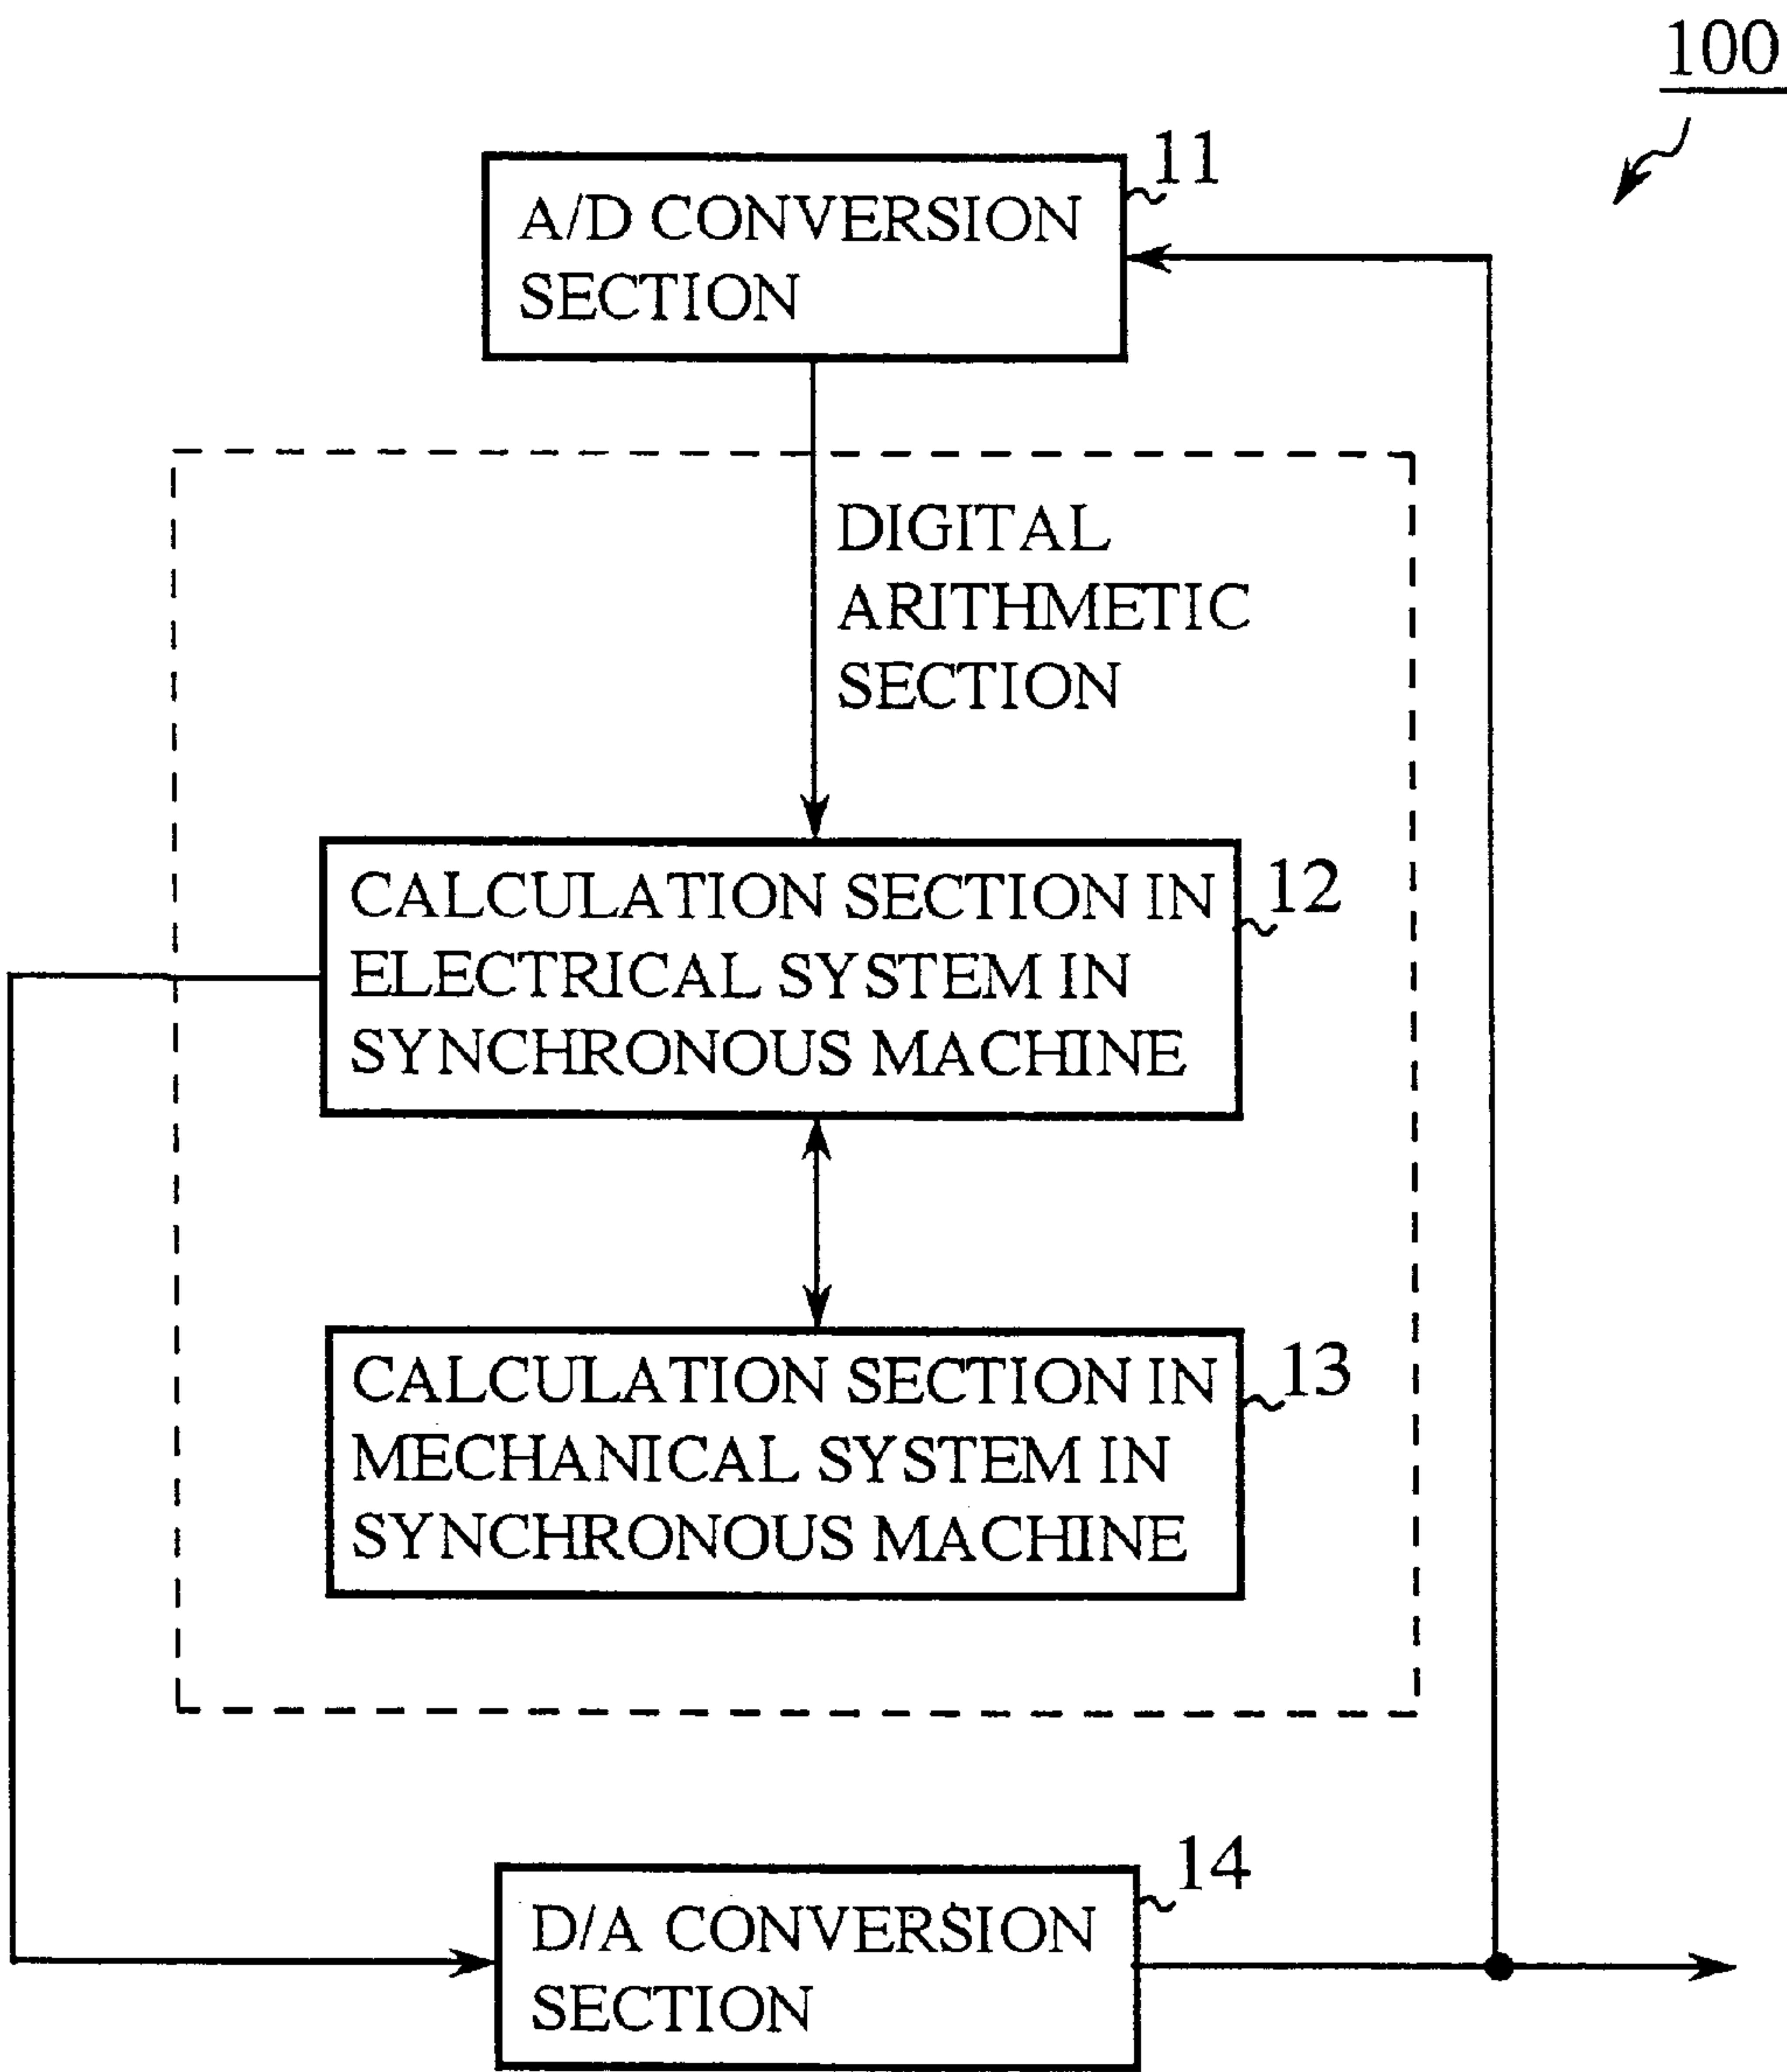 100
11
A/D CONVERSION
SECTION
DIGITAL
ARITHMETIC
SECTION
12
CALCULATION SECTION IN
ELECTRICAL SYSTEM IN
SYNCHRONOUS MACHINE
13
CALCULATION SECTION IN
MECHANICAL SYSTEM IN
SYNCHRONOUS MACHINE
14
D/A CONVERSION
SECTION